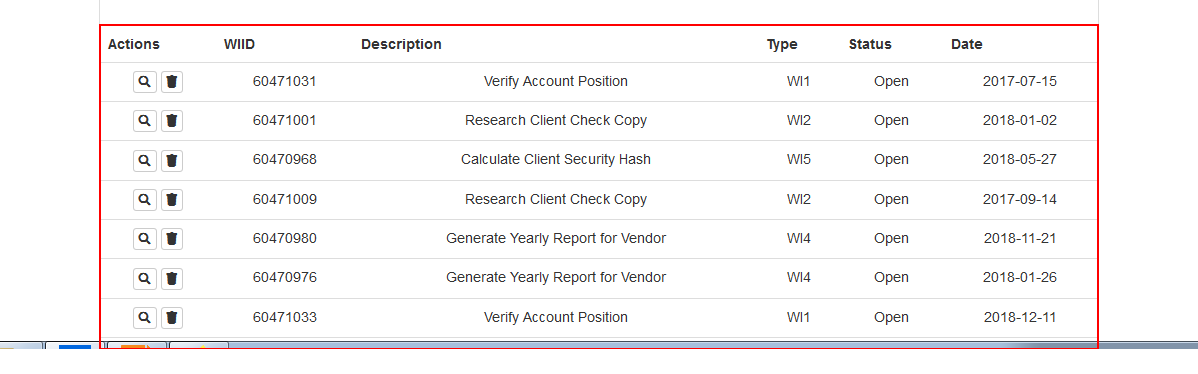 Actions WIID Description Type Status Date
60471031 Verify Account Position WI1 Open 2017-07-15
60471001 Research Client Check Copy WI2 Open 2018-01-02
60470968 Calculate Client Security Hash WI5 Open 2018-05-27
60471009 Research Client Check Copy WI2 Open 2017-09-14
60470980 Generate Yearly Report for Vendor WI4 Open 2018-11-21
60470976 Generate Yearly Report for Vendor WI4 Open 2018-01-26
60471033 Verify Account Position WI1 Open 2018-12-11